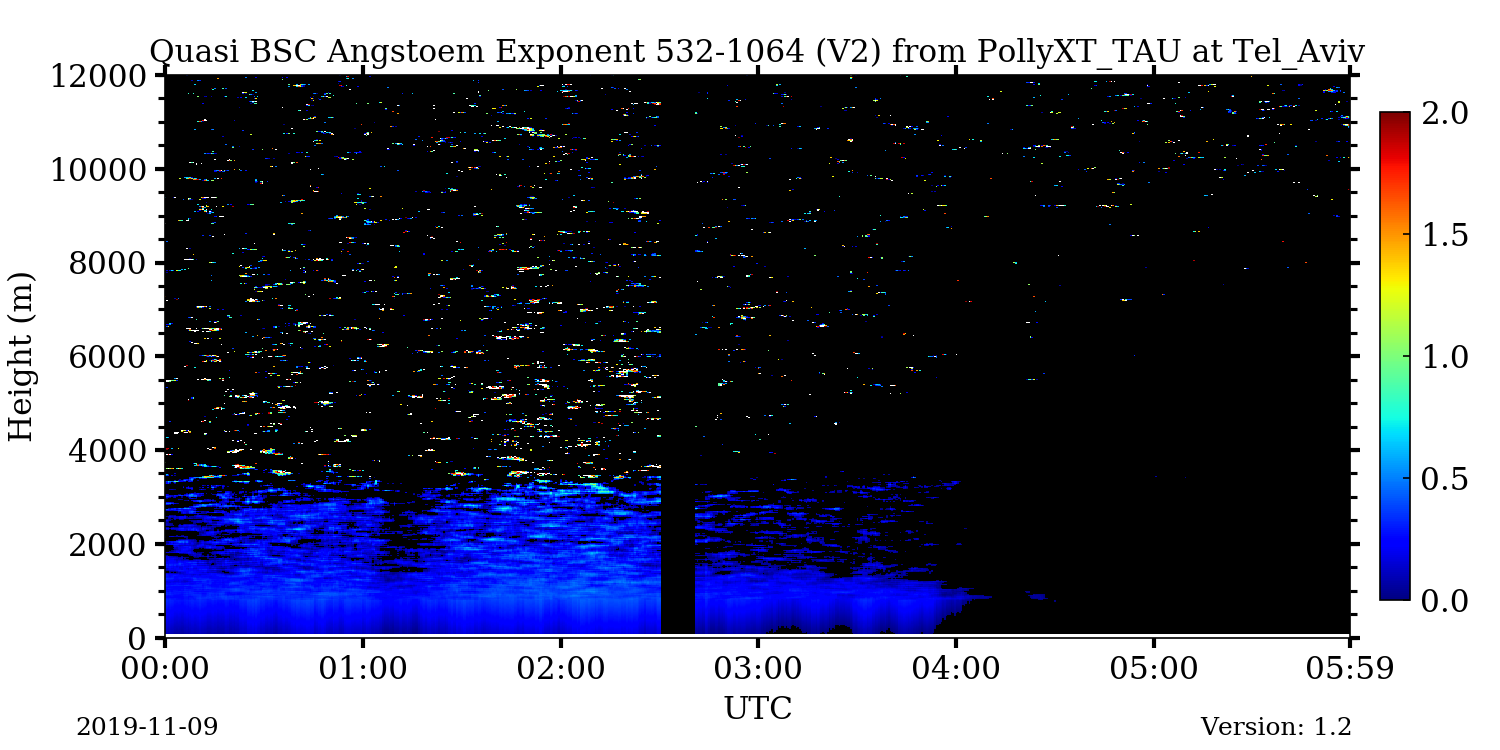 Quasi BSC Angstoem Exponent 532-1064 (V2) from PollyXT_TAU at Tel_Aviv
12000
10000
8000
6000
4000
2000
0
Height (m)
00:00 01:00 02:00 03:00 04:00 05:00 05:59
UTC
2.0
1.5
1.0
0.5
0.0
2019-11-09
Version: 1.2